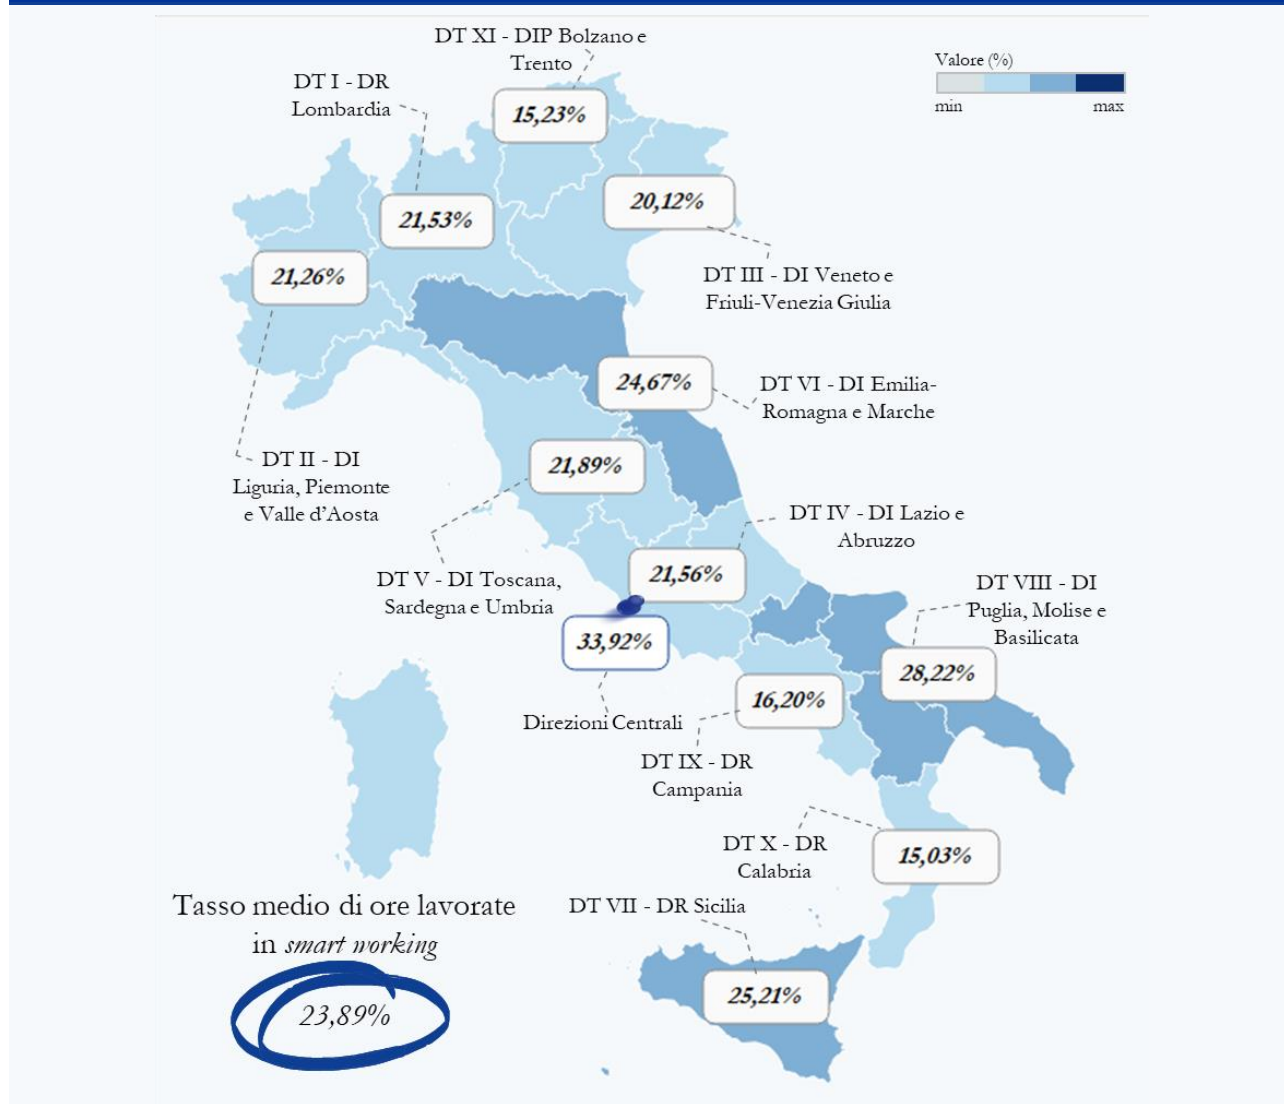 DT XI - DIP Bolzano e
Trento
Valore (%)
min
max
DT I - DR
Lombardia
15,23%
20,12%
21,53%
21,26%
DT III - DI Veneto e
Friuli-Venezia Giulia
24,67%
DT VI - DI Emilia-
Romagna e Marche
21,89%
DT II - DI
Liguria, Piemonte
e Valle d'Aosta
DT IV - DI Lazio e
Abruzzo
21,56%
DT V - DI Toscana,
Sardegna e Umbria
DT VIII - DI
Puglia, Molise e
Basilicata
33,92%
28,22%
16,20%
Direzioni Centrali
DT IX - DR
Campania
DT X - DR
Calabria
15,03%
Tasso medio di ore lavorate
in smart working
23,89%
DT VII - DR Sicilia
25,21%